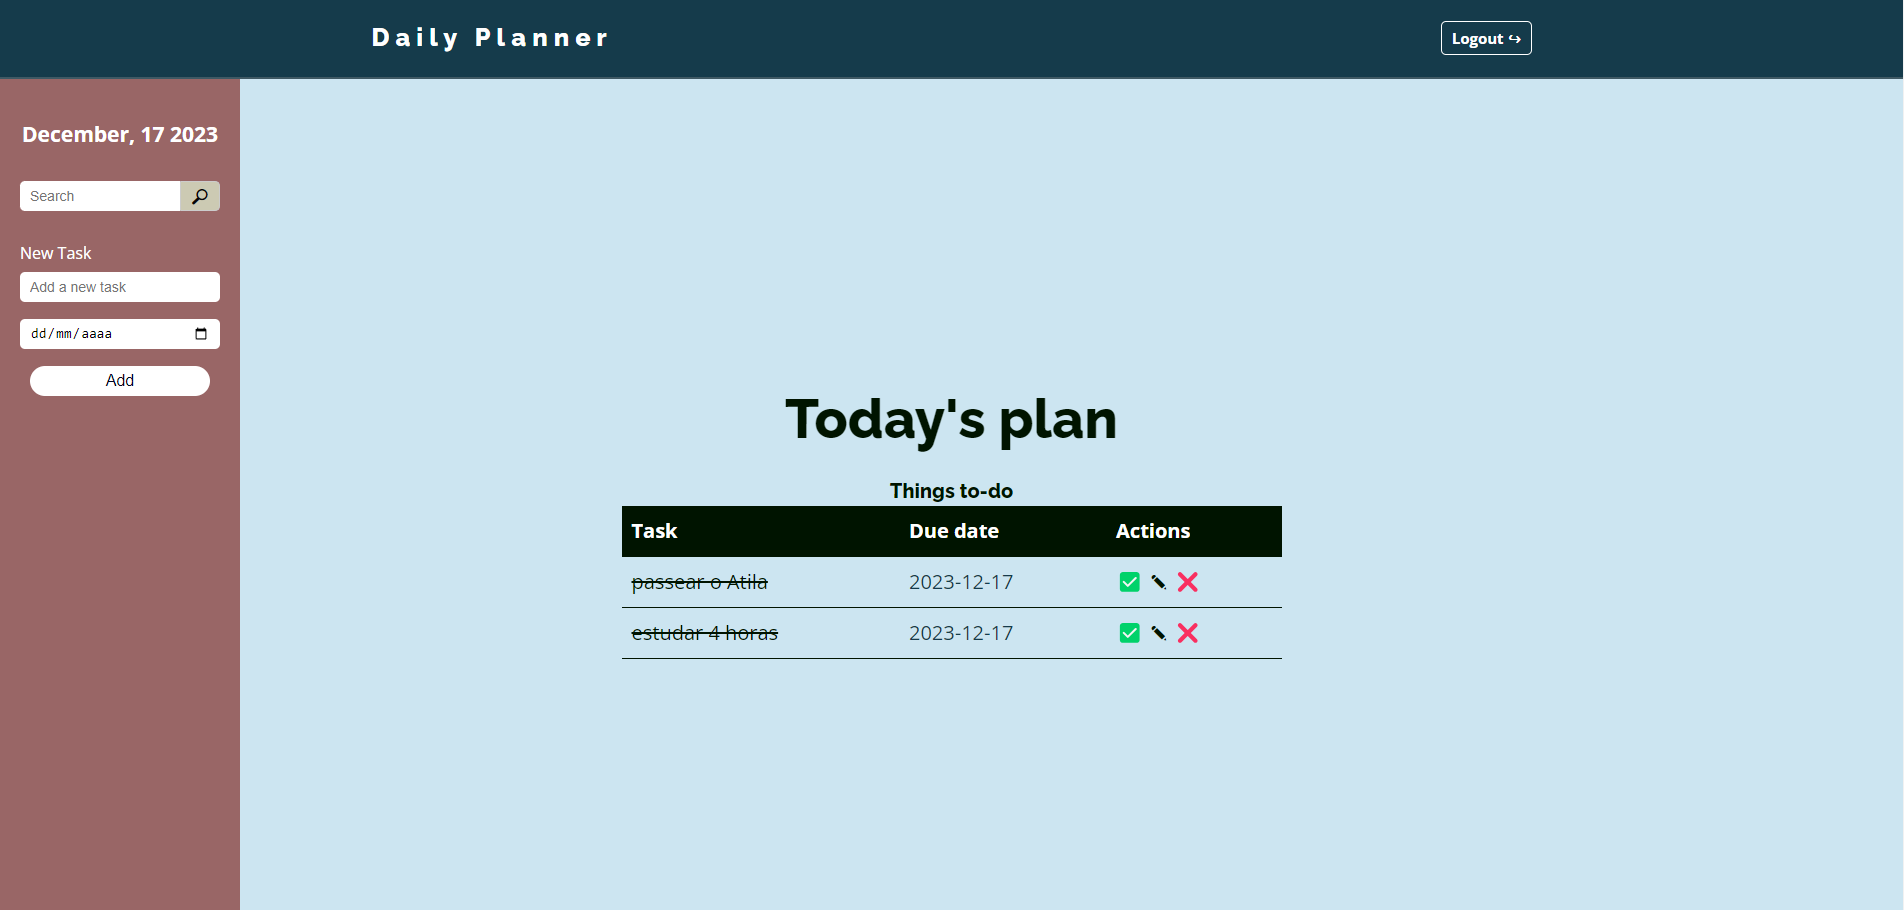 Daily Planner
Logout ↪
December, 17 2023
Search
New Task
Add a new task
dd/mm/aaaa
Add
Today's plan
Things to-do
Task Due date Actions
passear o Atila 2023-12-17
estudar 4 horas 2023-12-17